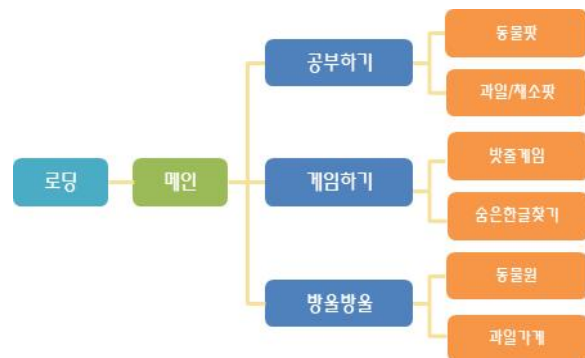 로딩
메인
공부하기
동물팟
과일/채소팟
게임하기
밧줄게임
숨은한글찾기
방울방울
동물원
과일가게